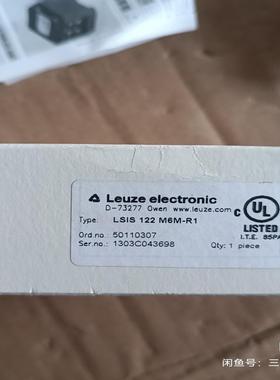 Leuze electronic
D-73277 Owen www.leuze.com
Type: LSIS 122 M6M-R1
Ord.no.: 50110307
Ser.no.: 1303C043698
Qty: 1 piece
C UL
LISTED
I.T.E. 85PA
闲鱼号：三